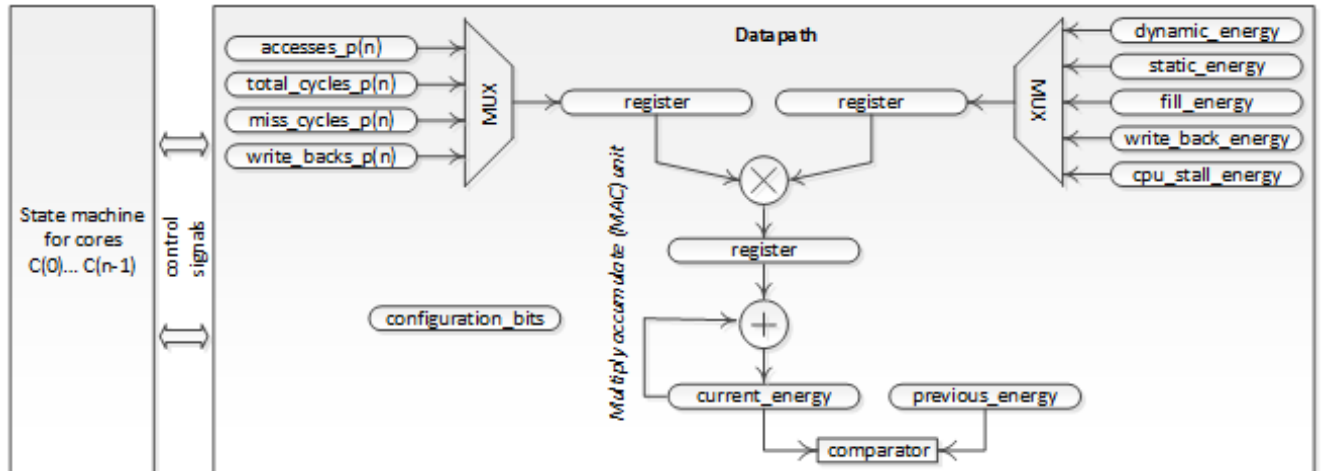 State machine
for cores
C(0)... C(n-1)
control
signals
Datapath
accesses_p(n)
total_cycles_p(n)
miss_cycles_p(n)
write_backs_p(n)
MUX
register
register
MUX
dynamic_energy
static_energy
fill_energy
write_back_energy
cpu_stall_energy
Multiply accumulate (MAC) unit
register
configuration_bits
current_energy
previous_energy
comparator